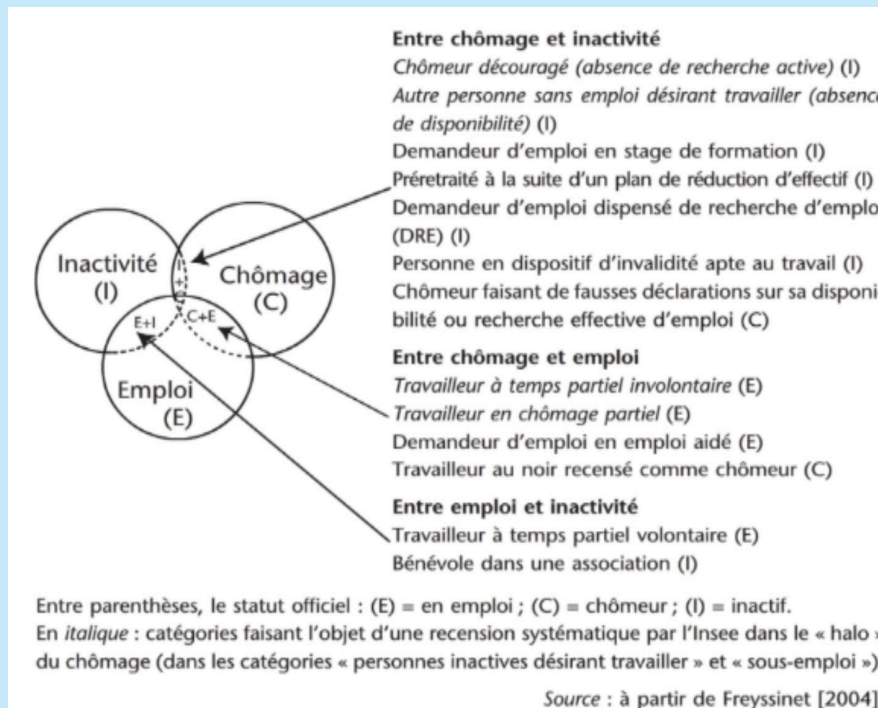 Entre chômage et inactivité
Chômeur découragé (absence de recherche active) (I)
Autre personne sans emploi désirant travailler (absence
de disponibilité) (I)
Demandeur d'emploi en stage de formation (I)
Préretraité à la suite d'un plan de réduction d'effectif (I)
Demandeur d'emploi dispensé de recherche d'emplo
(DRE) (I)
Personne en dispositif d'invalidité apte au travail (I)
Chômeur faisant de fausses déclarations sur sa disponi
bilité ou recherche effective d'emploi (C)
Inactivité
(I)
Chômage
(C)
E+I
C+E
Emploi
(E)
Entre chômage et emploi
Travailleur à temps partiel involontaire (E)
Travailleur en chômage partiel (E)
Demandeur d'emploi en emploi aidé (E)
Travailleur au noir recensé comme chômeur (C)
Entre emploi et inactivité
Travailleur à temps partiel volontaire (E)
Bénévole dans une association (I)
Entre parenthèses, le statut officiel : (E) = en emploi ; (C) = chômeur ; (I) = inactif.
En italique : catégories faisant l'objet d'une recension systématique par l'Insee dans le « halo »
du chômage (dans les catégories « personnes inactives désirant travailler » et « sous-emploi »)
Source : à partir de Freyssinet [2004]